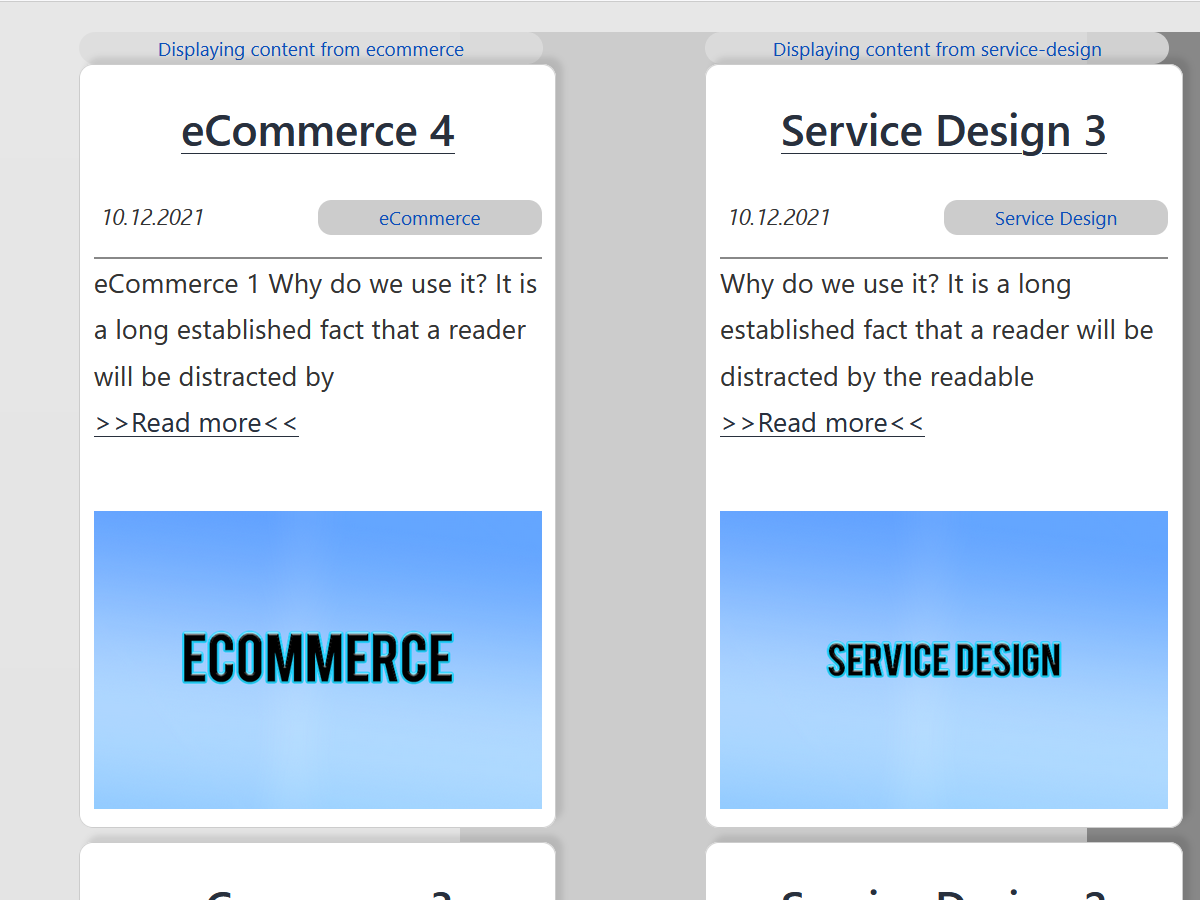 Displaying content from ecommerce
eCommerce 4
10.12.2021
eCommerce
eCommerce 1 Why do we use it? It is
a long established fact that a reader
will be distracted by
>>Read more<<
ECOMMERCE
Displaying content from service-design
Service Design 3
10.12.2021
Service Design
Why do we use it? It is a long
established fact that a reader will be
distracted by the readable
>>Read more<<
SERVICE DESIGN